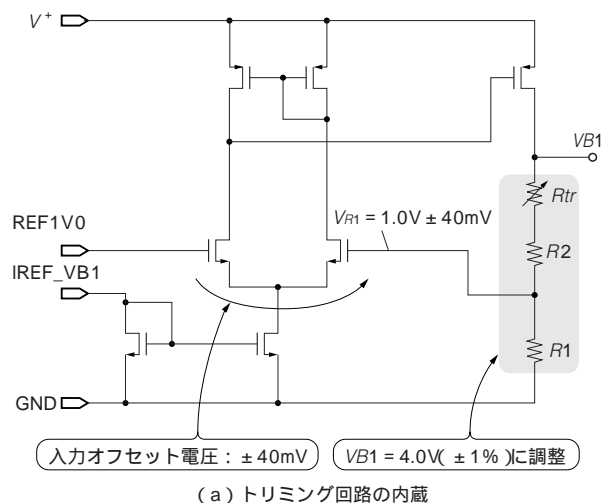 V+
VB1
Rtr
VR1 = 1.0V ± 40mV
REF1V0
R2
IREF_VB1
R1
GND
入力オフセット電圧：± 40mV
VB1 = 4.0V( ± 1% )に調整
( a ) トリミング回路の内蔵